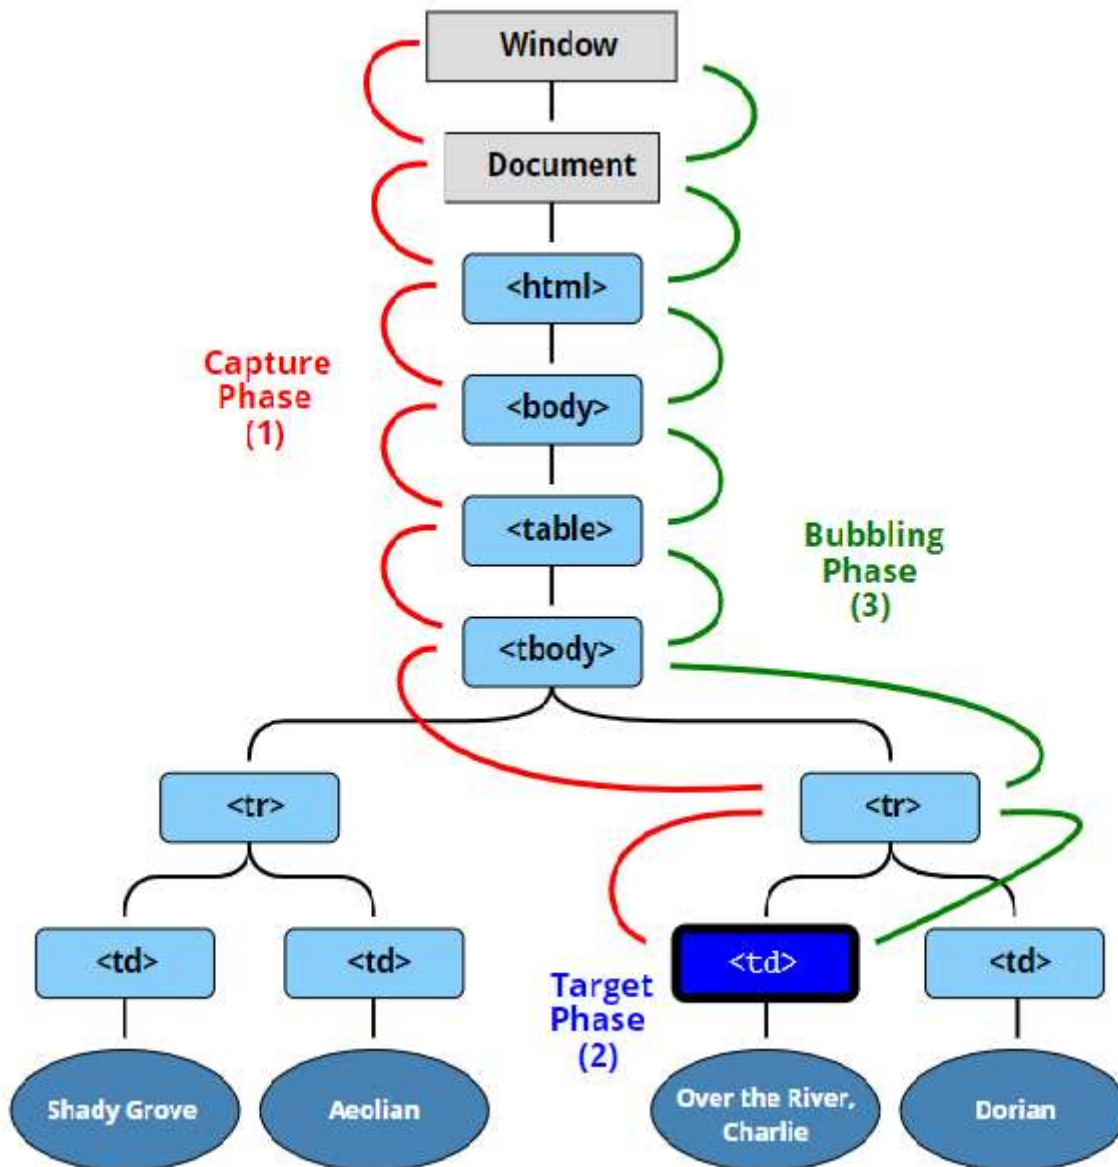 Window
Document
<html>
Capture
Phase
(1)
<body>
<table>
Bubbling
Phase
(3)
<tbody>
<tr>
<tr>
<td>
<td>
<td>
<td>
Target
Phase
(2)
Shady Grove
Aeolian
Over the River,
Charlie
Dorian